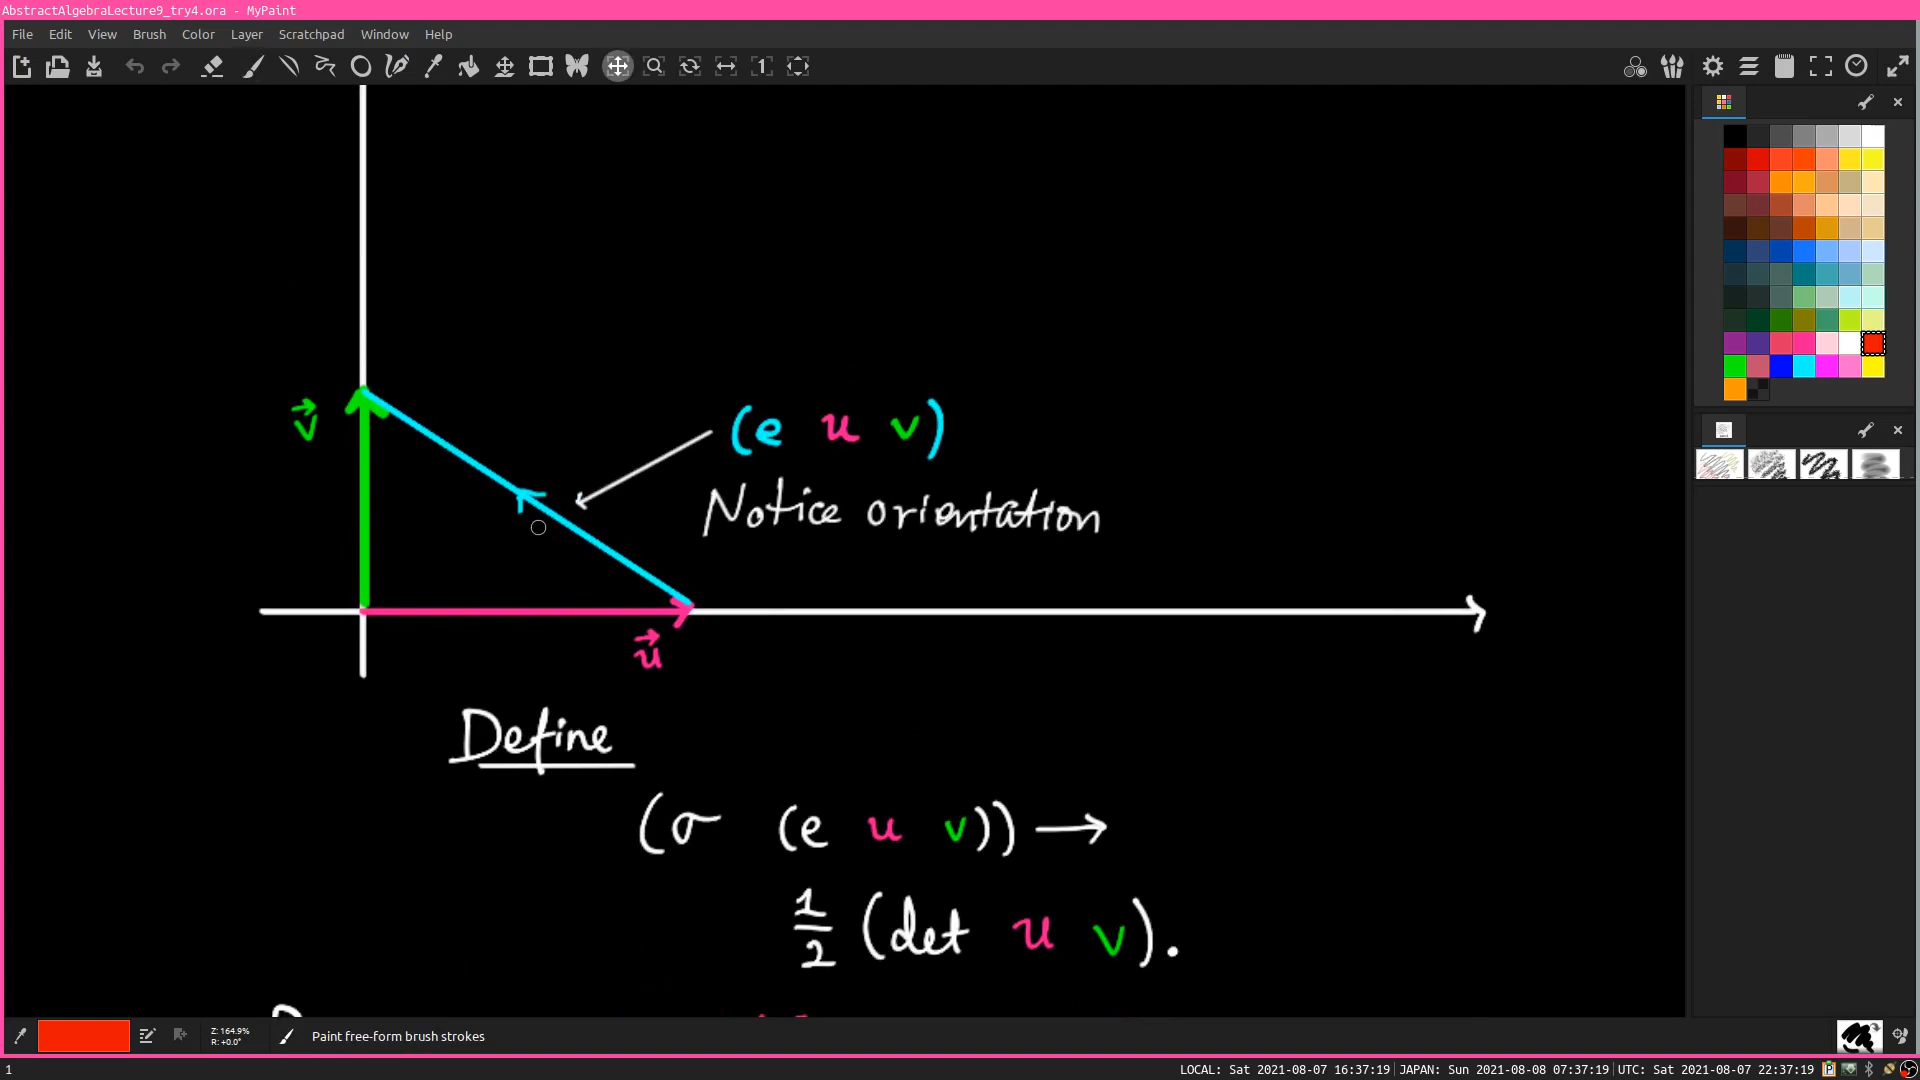 AbstractAlgebraLecture9_try4.ora - MyPaint
File Edit View Brush Color Layer Scratchpad Window Help
v⃗
(e u v)
Notice orientation
u⃗
Define
(σ (e u v)) →
1/2 (det u v).
Z: 164.9%
R: +0.0°
Paint free-form brush strokes
1 LOCAL: Sat 2021-08-07 16:37:19 JAPAN: Sun 2021-08-08 07:37:19 UTC: Sat 2021-08-07 22:37:19